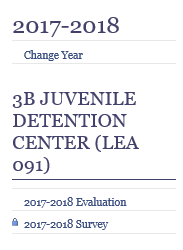 2017-2018
Change Year
3B JUVENILE
DETENTION
CENTER (LEA
091)
2017-2018 Evaluation
2017-2018 Survey